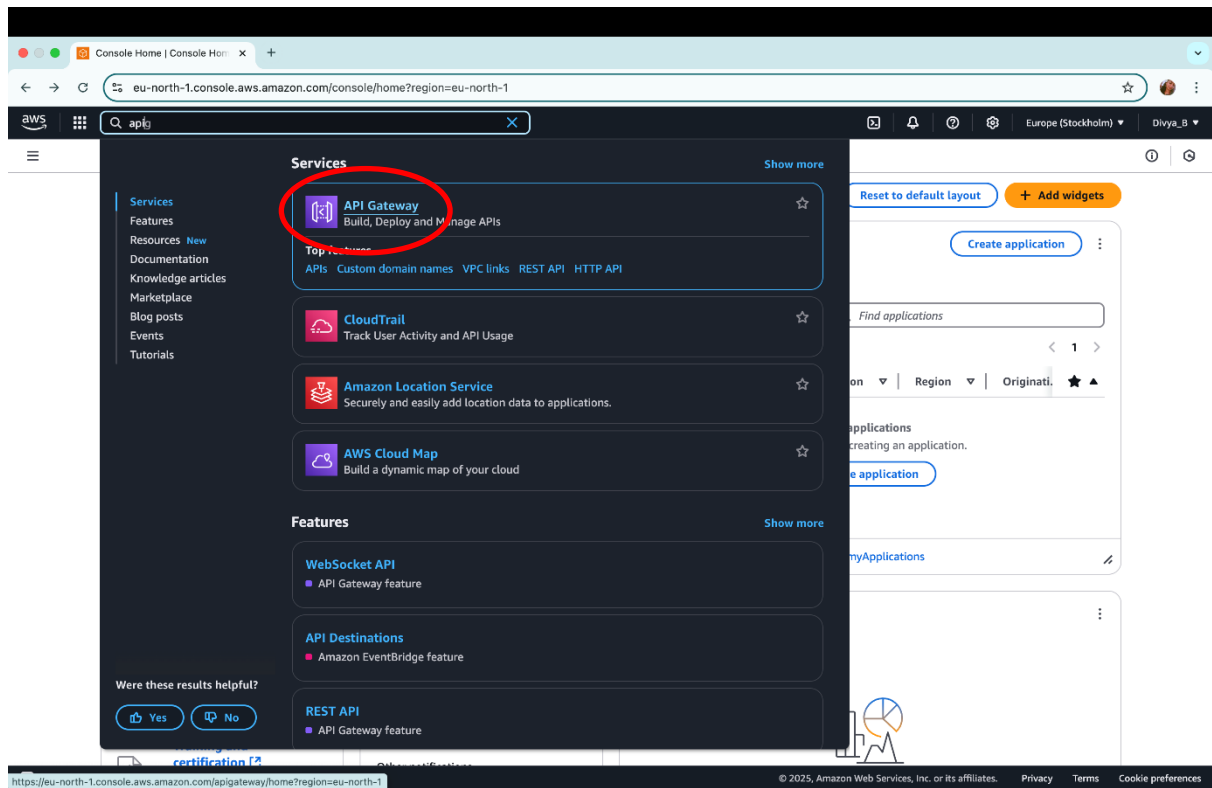 Console Home | Console Hom
eu-north-1.console.aws.amazon.com/console/home?region=eu-north-1
aws
apig
Europe (Stockholm)
Divya_B
Services
Features
Resources New
Documentation
Knowledge articles
Marketplace
Blog posts
Events
Tutorials
Were these results helpful?
Yes
No
Services
Show more
API Gateway
Build, Deploy and Manage APIs
Top features
APIs Custom domain names VPC links REST API HTTP API
CloudTrail
Track User Activity and API Usage
Amazon Location Service
Securely and easily add location data to applications.
AWS Cloud Map
Build a dynamic map of your cloud
Features
Show more
WebSocket API
API Gateway feature
API Destinations
Amazon EventBridge feature
REST API
API Gateway feature
Reset to default layout
+ Add widgets
Create application
Find applications
1
on
Region
Originati.
applications
creating an application.
e application
myApplications
certification
https://eu-north-1.console.aws.amazon.com/apigateway/home?region=eu-north-1
© 2025, Amazon Web Services, Inc. or its affiliates.
Privacy
Terms
Cookie preferences